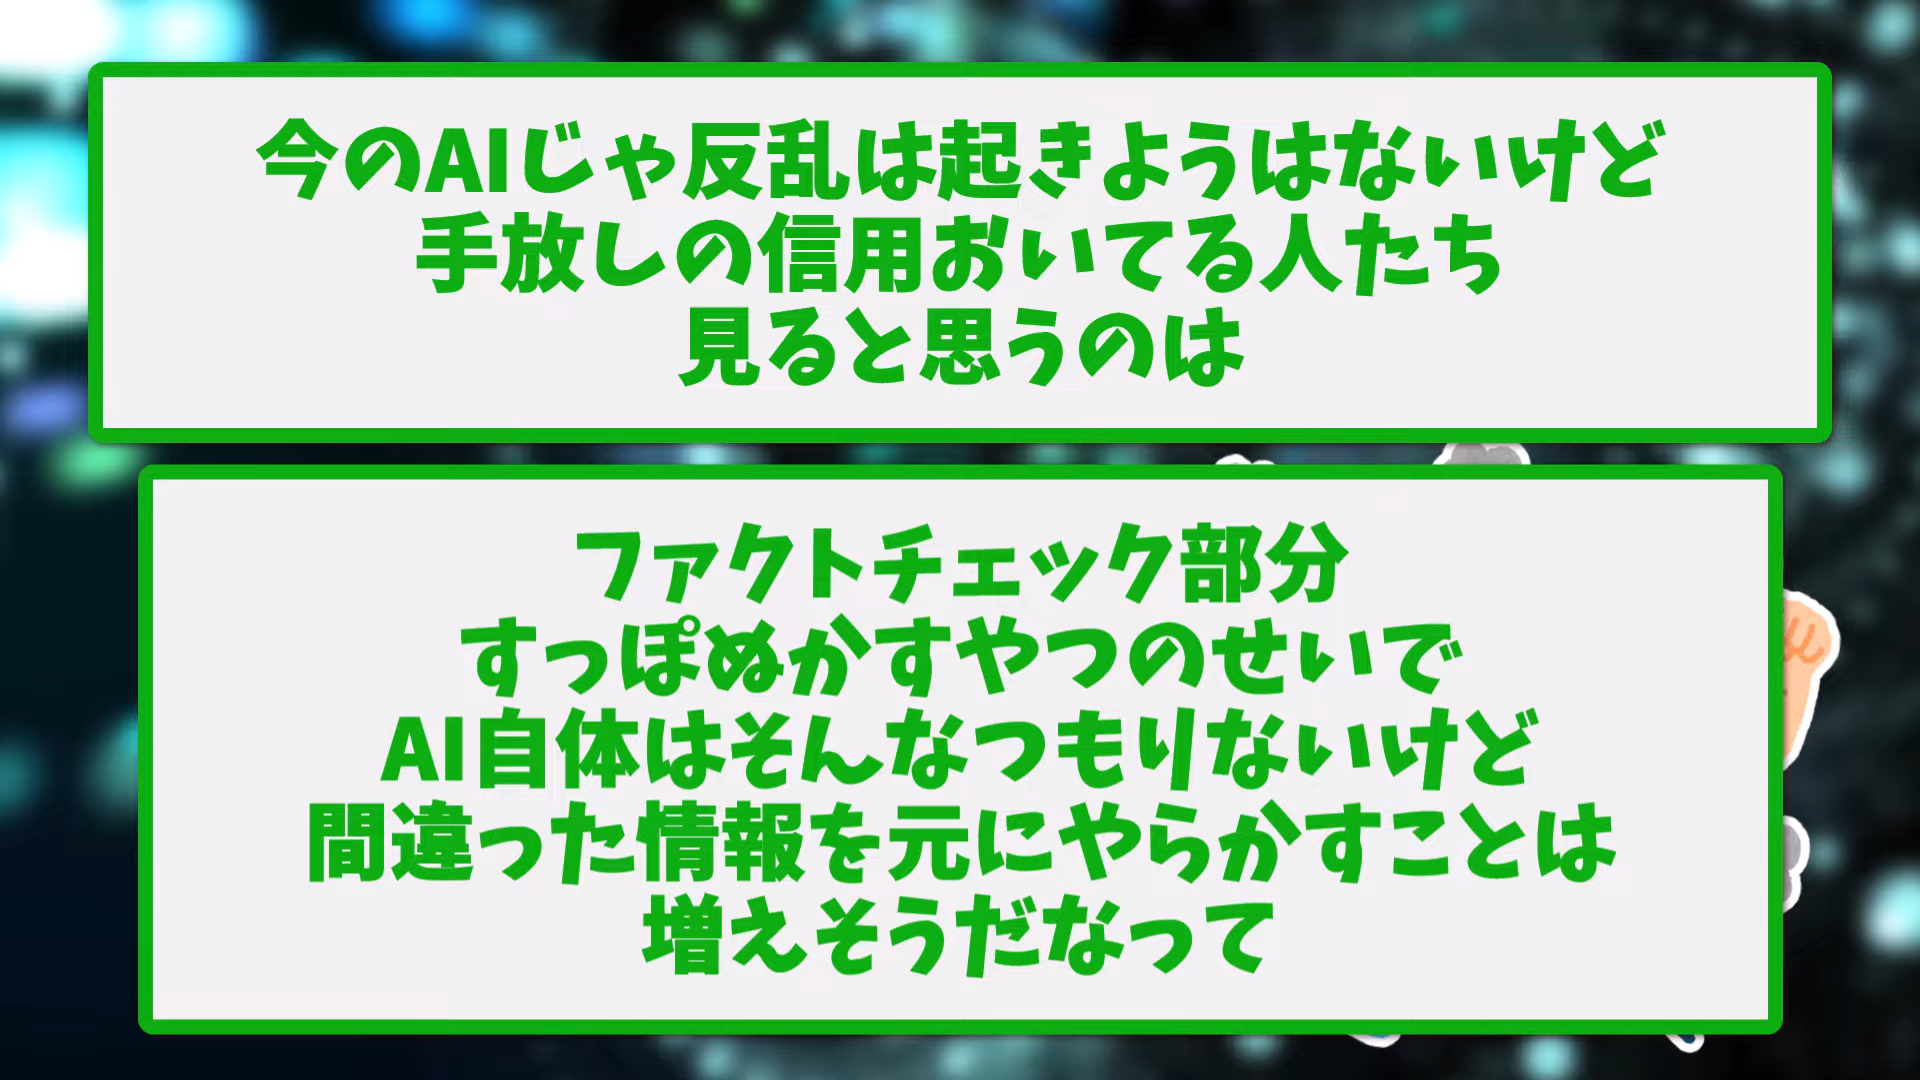 今のAIじゃ反乱は起きようはないけど
手放しの信用おいてる人たち
見ると思うのは
ファクトチェック部分
すっぽぬかすやつのせいで
AI自体はそんなつもりないけど
間違った情報を元にやらかすことは
増えそうだなって